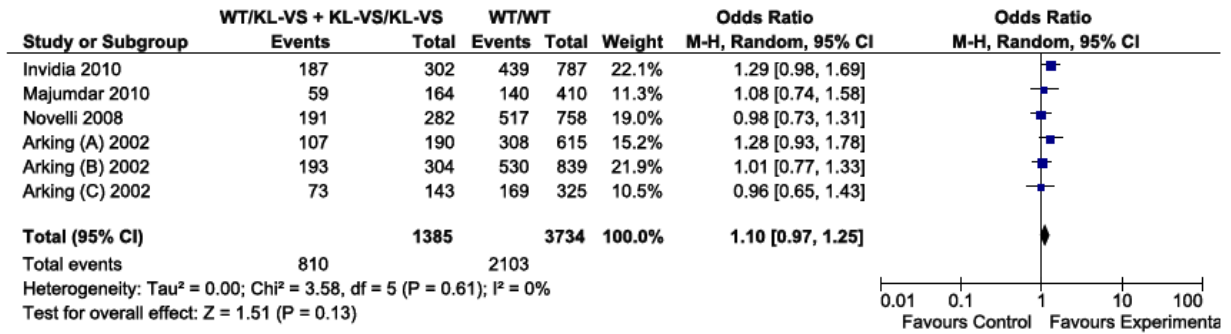 WT/KL-VS + KL-VS/KL-VS WT/WT Odds Ratio Odds Ratio
Study or Subgroup Events Total Events Total Weight M-H, Random, 95% CI M-H, Random, 95% CI
Invidia 2010 187 302 439 787 22.1% 1.29 [0.98, 1.69]
Majumdar 2010 59 164 140 410 11.3% 1.08 [0.74, 1.58]
Novelli 2008 191 282 517 758 19.0% 0.98 [0.73, 1.31]
Arking (A) 2002 107 190 308 615 15.2% 1.28 [0.93, 1.78]
Arking (B) 2002 193 304 530 839 21.9% 1.01 [0.77, 1.33]
Arking (C) 2002 73 143 169 325 10.5% 0.96 [0.65, 1.43]
Total (95% CI) 1385 3734 100.0% 1.10 [0.97, 1.25]
Total events 810 2103
Heterogeneity: Tau² = 0.00; Chi² = 3.58, df = 5 (P = 0.61); I² = 0%
Test for overall effect: Z = 1.51 (P = 0.13)
0.01 0.1 1 10 100
Favours Control Favours Experimenta